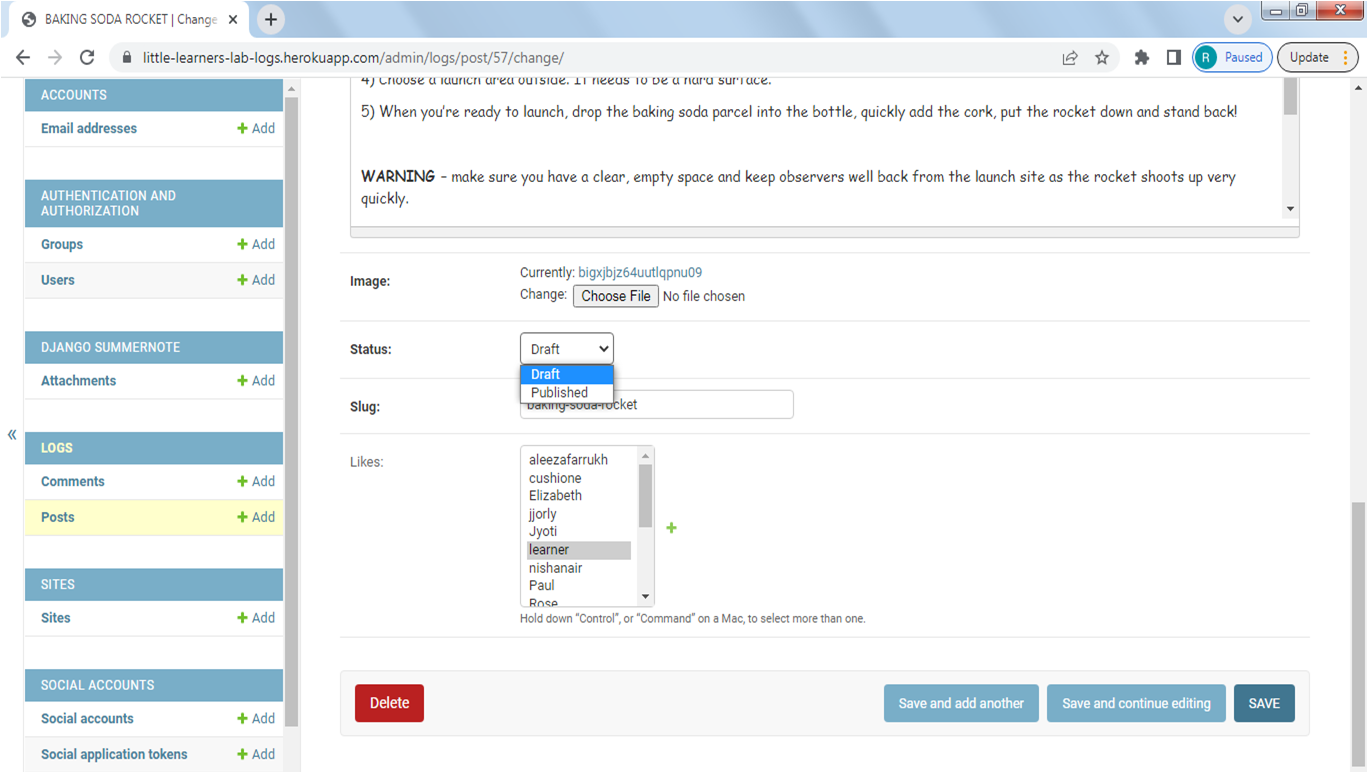 BAKING SODA ROCKET | Change
little-learners-lab-logs.herokuapp.com/admin/logs/post/57/change/
R Paused
Update
ACCOUNTS
Email addresses + Add
AUTHENTICATION AND
AUTHORIZATION
Groups + Add
Users + Add
DJANGO SUMMERNOTE
Attachments + Add
«
LOGS
Comments + Add
Posts + Add
SITES
Sites + Add
SOCIAL ACCOUNTS
Social accounts + Add
Social application tokens + Add
4) Choose a launch area outside. It needs to be a hard surface.
5) When you're ready to launch, drop the baking soda parcel into the bottle, quickly add the cork, put the rocket down and stand back!
WARNING – make sure you have a clear, empty space and keep observers well back from the launch site as the rocket shoots up very
quickly.
Image:
Currently: bigxjbjz64uutlqpnu09
Change: Choose File No file chosen
Status:
Draft
Draft
Published
Slug:
baking-soda-rocket
Likes:
aleezafarrukh
cushione
Elizabeth
jjorly
Jyoti
learner
nishanair
Paul
Rose
Hold down “Control”, or “Command” on a Mac, to select more than one.
Delete
Save and add another
Save and continue editing
SAVE